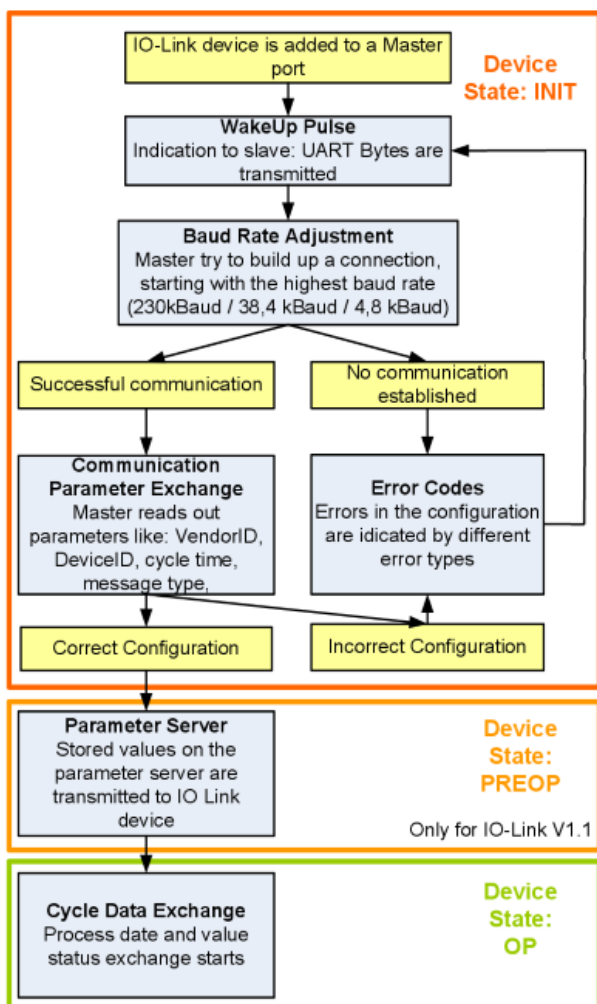 IO-Link device is added to a Master
port
Device
State: INIT
WakeUp Pulse
Indication to slave: UART Bytes are
transmitted
Baud Rate Adjustment
Master try to build up a connection,
starting with the highest baud rate
(230kBaud / 38,4 kBaud / 4,8 kBaud)
Successful communication
No communication
established
Communication
Parameter Exchange
Master reads out
parameters like: VendorID,
DeviceID, cycle time,
message type,
Error Codes
Errors in the configuration
are idicated by different
error types
Correct Configuration
Incorrect Configuration
Parameter Server
Stored values on the
parameter server are
transmitted to IO Link
device
Device
State:
PREOP
Only for IO-Link V1.1
Cycle Data Exchange
Process date and value
status exchange starts
Device
State:
OP